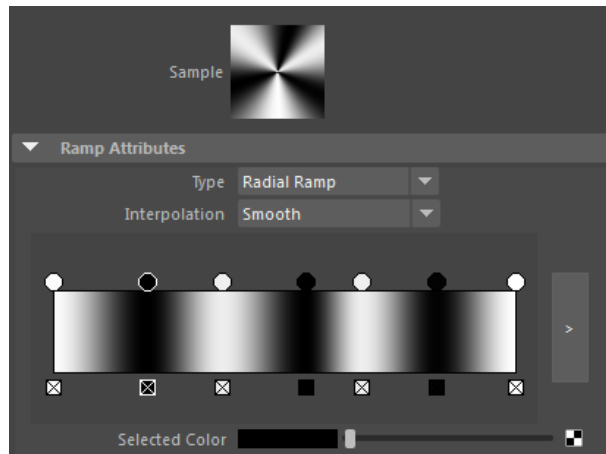 Sample
Ramp Attributes
Type Radial Ramp
Interpolation Smooth
>
Selected Color